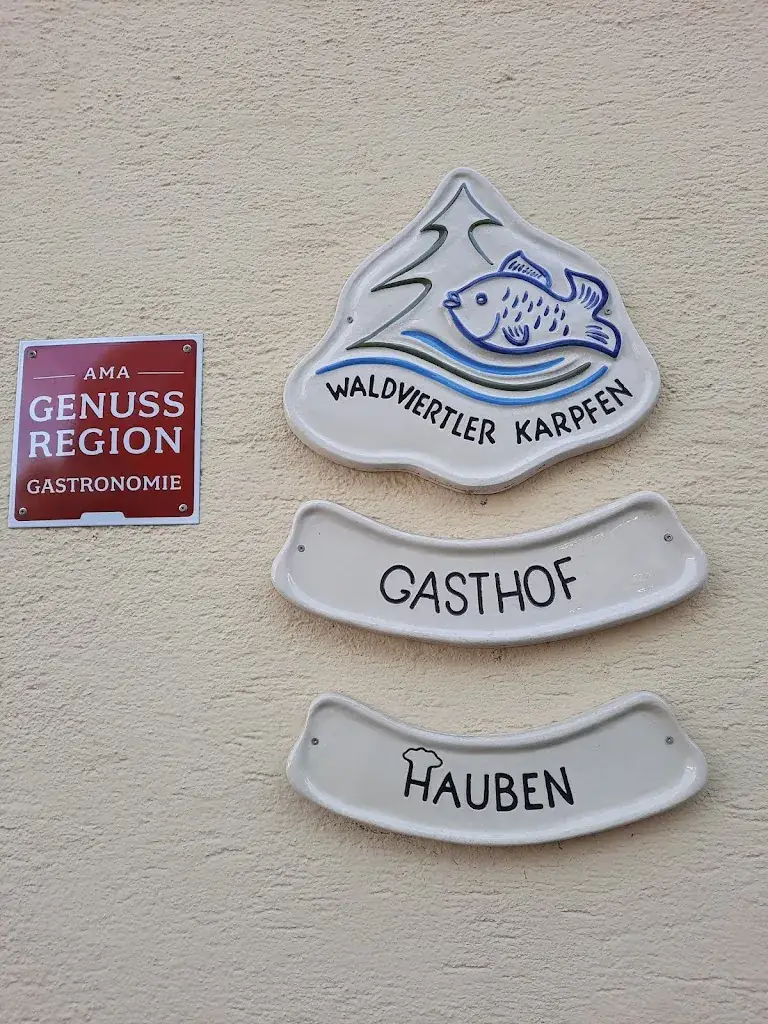 AMA
GENUSS
REGION
GASTRONOMIE
WALDVIERTLER KARPFEN
GASTHOF
HAUBEN